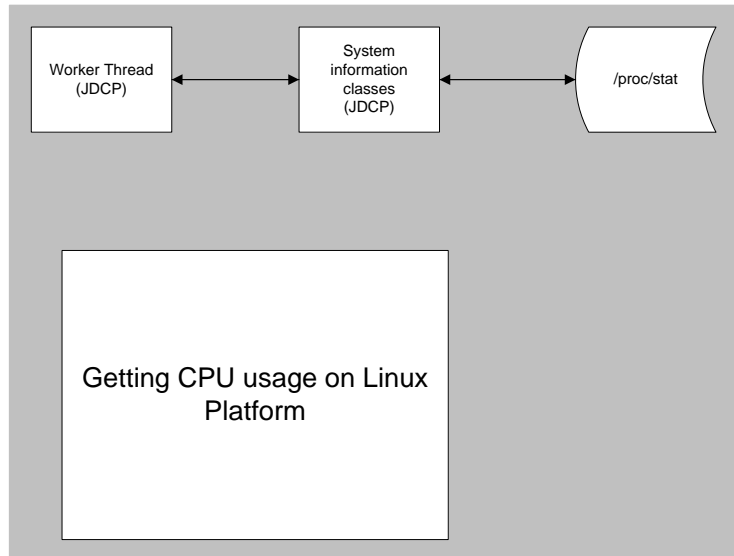 Worker Thread
(JDCP)
System
information
classes
(JDCP)
/proc/stat
Getting CPU usage on Linux
Platform